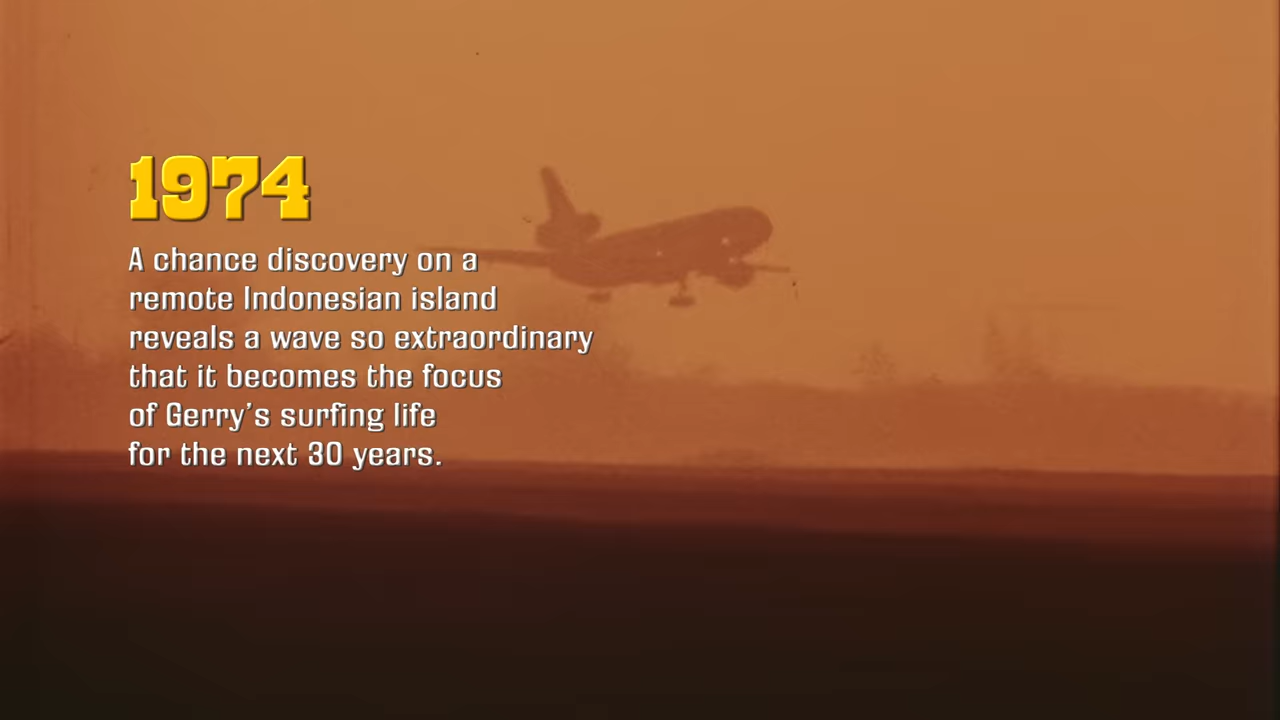 1974
A chance discovery on a
remote Indonesian island
reveals a wave so extraordinary
that it becomes the focus
of Gerry's surfing life
for the next 30 years.